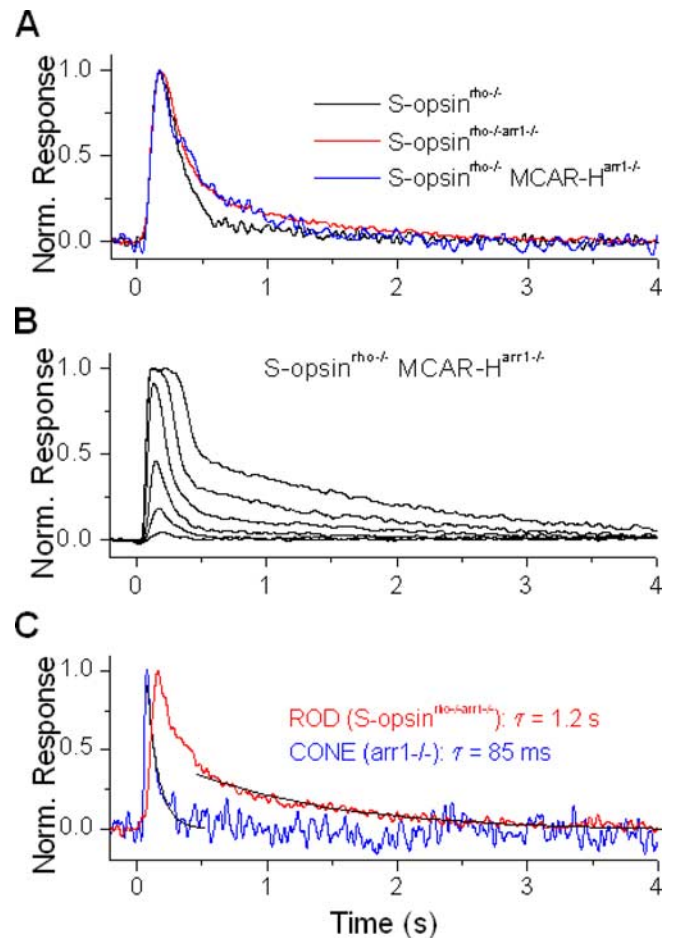 A
Norm. Response
1.0
0.5
0.0
S-opsin^rho-/-
S-opsin^rho-/-arr1-/-
S-opsin^rho-/- MCAR-H^arr1-/-
0 1 2 3 4
B
Norm. Response
1.0
0.5
0.0
S-opsin^rho-/- MCAR-H^arr1-/-
0 1 2 3 4
C
Norm. Response
1.0
0.5
0.0
ROD (S-opsin^rho-/-arr1-/-): τ = 1.2 s
CONE (arr1-/-): τ = 85 ms
0 1 2 3 4
Time (s)